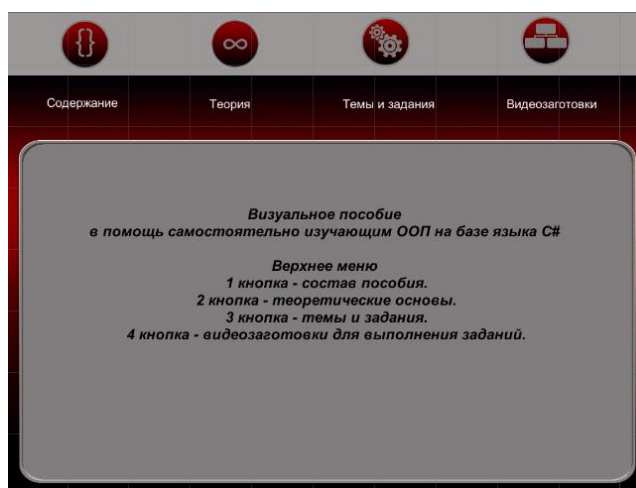 {}
∞
Содержание
Теория
Темы и задания
Видеозаготовки
Визуальное пособие
в помощь самостоятельно изучающим ООП на базе языка C#
Верхнее меню
1 кнопка - состав пособия.
2 кнопка - теоретические основы.
3 кнопка - темы и задания.
4 кнопка - видеозаготовки для выполнения заданий.